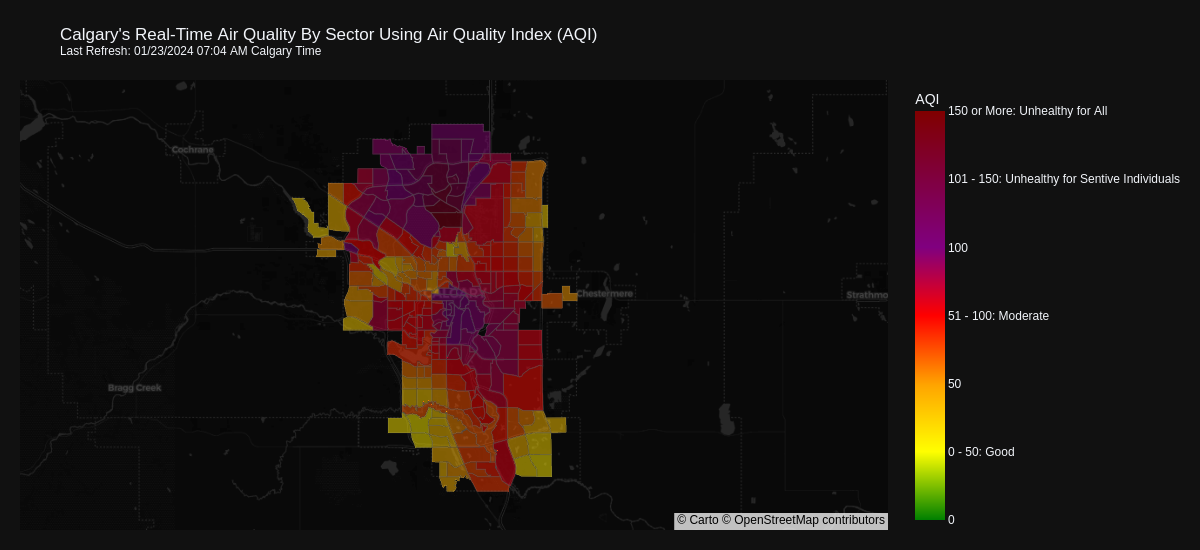 Calgary's Real-Time Air Quality By Sector Using Air Quality Index (AQI)
Last Refresh: 01/23/2024 07:04 AM Calgary Time
AQI
150 or More: Unhealthy for All
Cochrane
101 - 150: Unhealthy for Sentive Individuals
100
CALGARY
Chestermere
Strathmo
51 - 100: Moderate
50
Bragg Creek
0 - 50: Good
0
© Carto © OpenStreetMap contributors